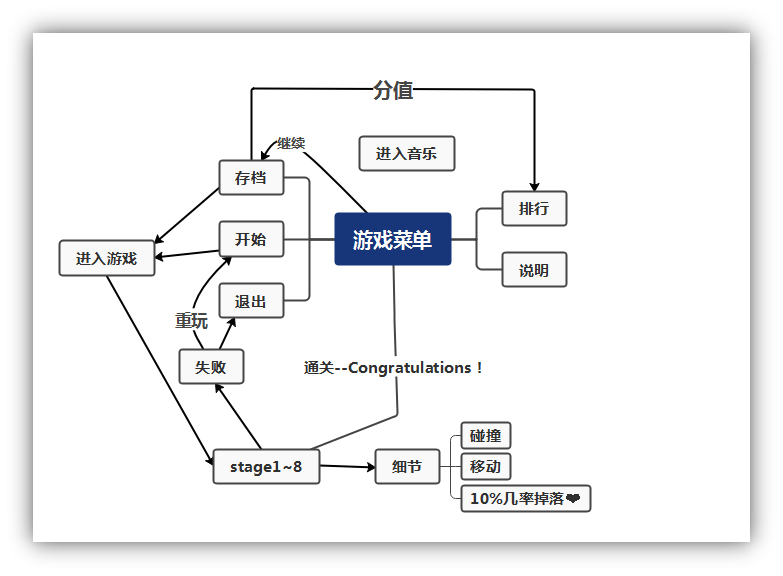 分值
继续
进入音乐
存档
排行
开始
游戏菜单
进入游戏
说明
退出
重玩
失败
通关--Congratulations！
碰撞
stage1~8
细节
移动
10%几率掉落❤